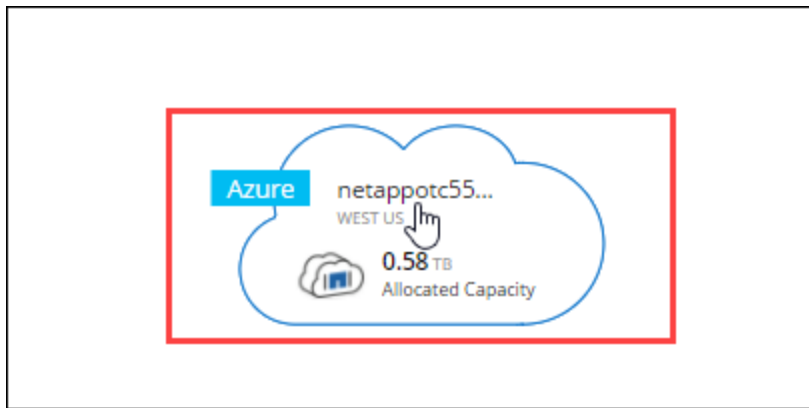 Azure
netappotc55...
WEST US
0.58 TB
Allocated Capacity